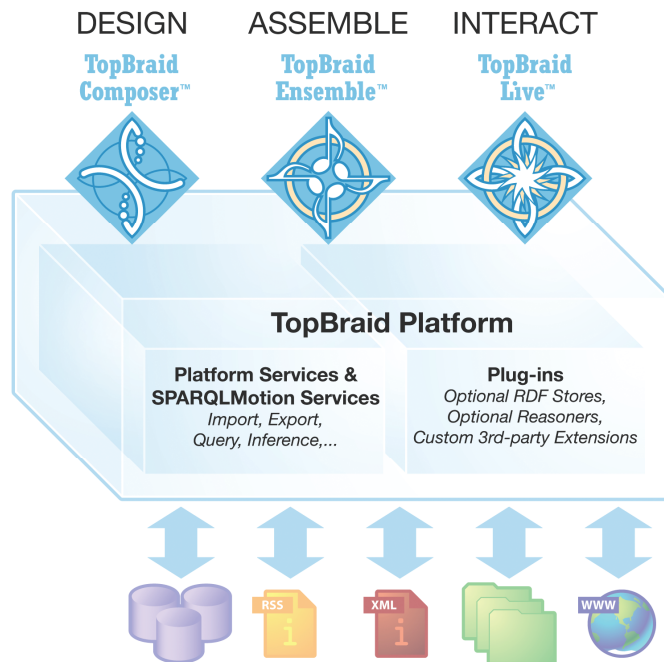 DESIGN ASSEMBLE INTERACT
TopBraid
Composer™
TopBraid
Ensemble™
TopBraid
Live™
TopBraid Platform
Platform Services &
SPARQLMotion Services
Import, Export,
Query, Inference,...
Plug-ins
Optional RDF Stores,
Optional Reasoners,
Custom 3rd-party Extensions
RSS
i
XML
i
WWW